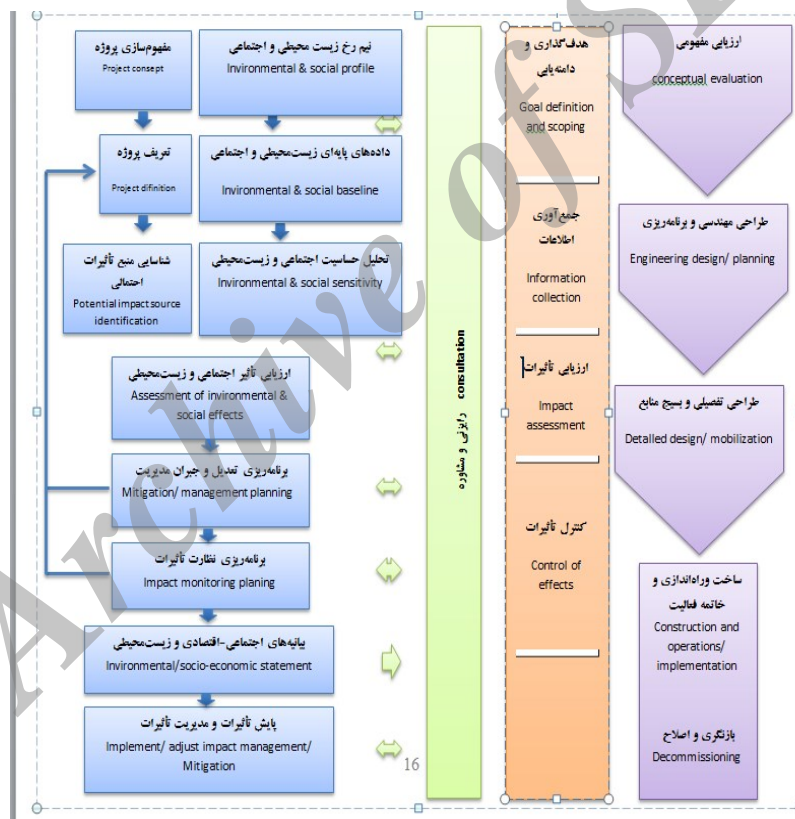 مفهوم‌سازی پروژه
Project consept
نیم رخ زیست محیطی و اجتماعی
Invironmental & social profile
تعریف پروژه
Project difinition
داده‌های پایه‌ای زیست‌محیطی و اجتماعی
Invironmental & social baseline
شناسایی منبع تأثیرات
احتمالی
Potential impact source
identification
تحلیل حساسیت اجتماعی و زیست‌محیطی
Invironmental & social sensitivity
ارزیابی تأثیر اجتماعی و زیست‌محیطی
Assessment of invironmental &
social effects
برنامه‌ریزی تعدیل و جبران مدیریت
Mitigation/ management planning
برنامه‌ریزی نظارت تأثیرات
Impact monitoring planing
بیانیه‌های اجتماعی-اقتصادی و زیست‌محیطی
Invironmental/socio-economic statement
پایش تأثیرات و مدیریت تأثیرات
Implement/ adjust impact management/
Mitigation
16
رایزنی و مشاوره consultation
هدف‌گذاری و
دامنه‌یابی
Goal definition
and scoping
جمع‌آوری
اطلاعات
Information
collection
ارزیابی تأثیرات
Impact
assessment
کنترل تأثیرات
Control of
effects
ارزیابی مفهومی
conceptual evaluation
طراحی مهندسی و برنامه‌ریزی
Engineering design/ planning
طراحی تفصیلی و بسیج منابع
Detailed design/ mobilization
ساخت وراه‌اندازی و
خاتمه فعالیت
Construction and
operations/
implementation
بازنگری و اصلاح
Decommissioning
Archive of S